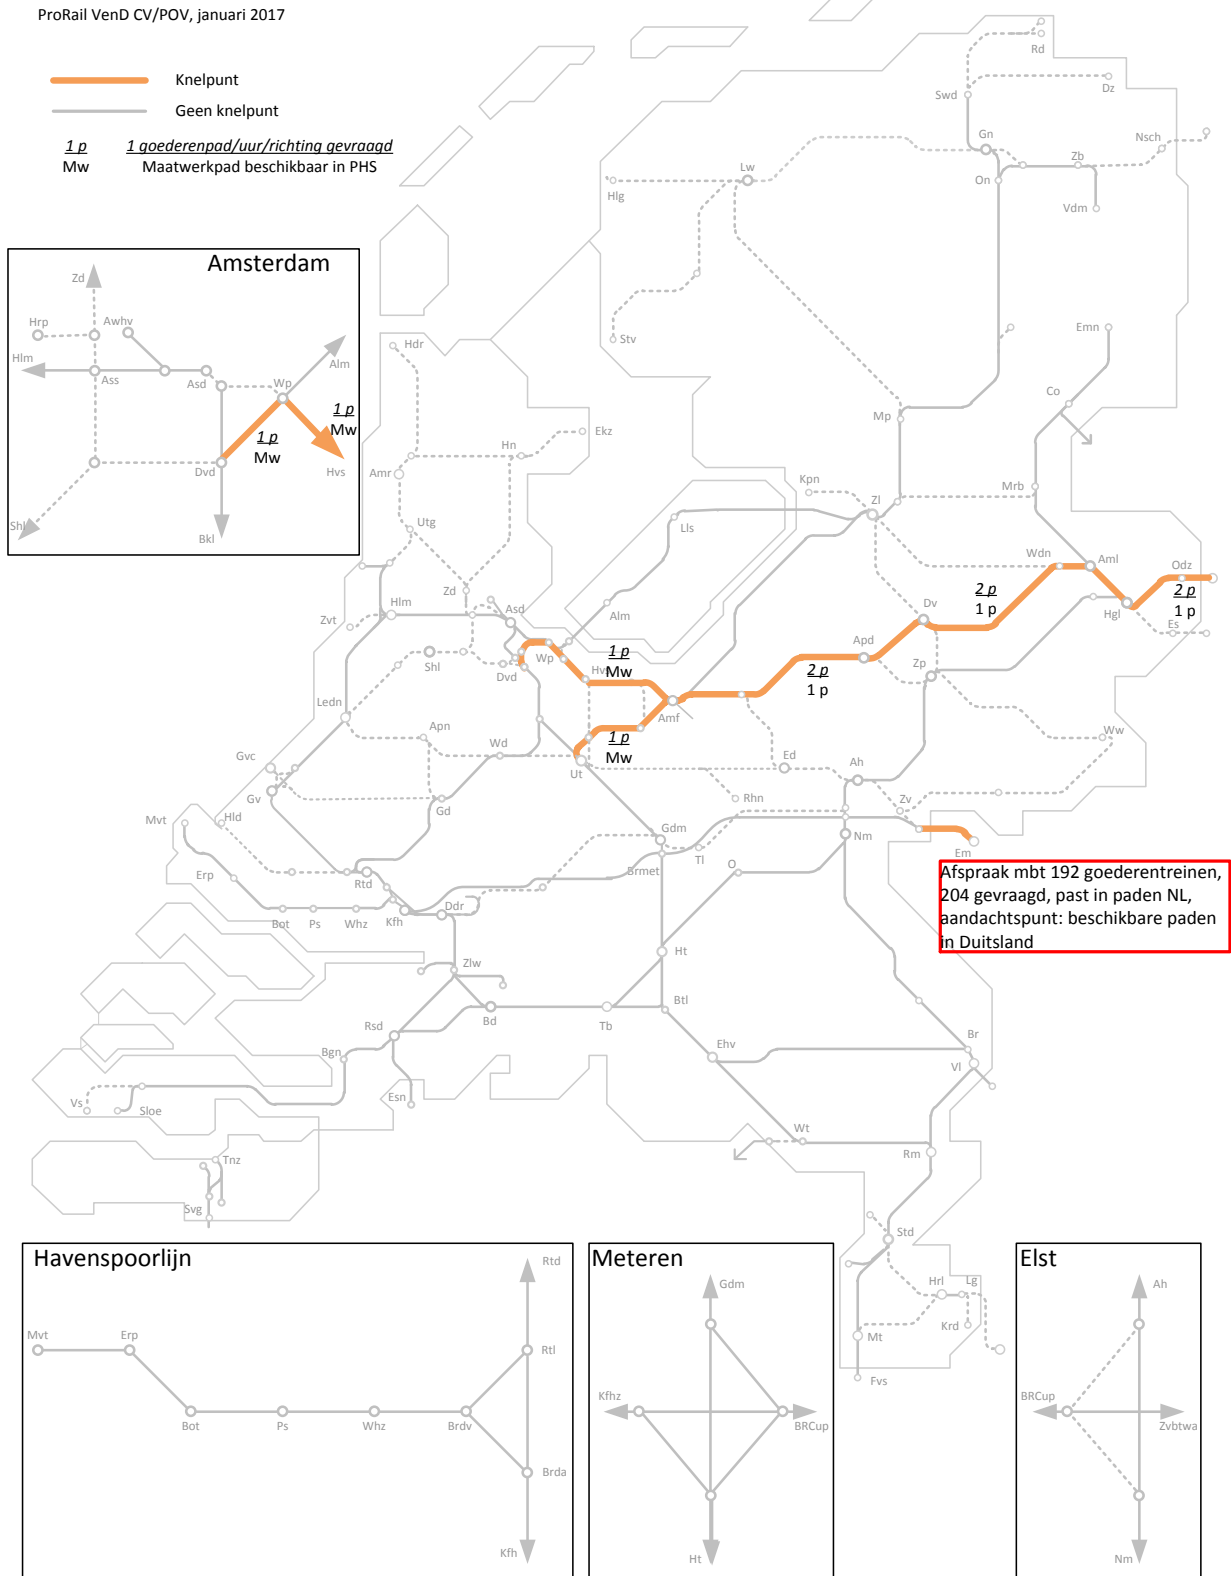 ProRail VenD CV/POV, januari 2017
Knelpunt
Geen knelpunt
1 p 1 goederenpad/uur/richting gevraagd
Mw Maatwerkpad beschikbaar in PHS
Rd
Swd
Dz
Gn
Nsch
Zb
On
Vdm
Lw
Hlg
Stv
Emn
Co
Mp
Mrb
Kpn
Zl
Amsterdam
Zd
Hrp
Awhv
Hlm
Ass
Asd
Wp
Alm
1 p
Mw
1 p
Mw
Dvd
Hvs
Shl
Bkl
Hdr
Hn
Ekz
Amr
Utg
Lls
Zd
Asd
Alm
Hlm
Zvt
Wdn
Aml
Odz
2 p
1 p
2 p
1 p
Hgl
Es
Dv
Apd
Zp
Shl
Dvd
Wp
Hvs
1 p
Mw
2 p
1 p
Ledn
Apn
Amf
Wd
1 p
Mw
Ut
Ww
Gvc
Gv
Gd
Ed
Ah
Rhn
Zv
Mvt
Hld
Gdm
Tl
Nm
Em
Erp
Rtd
Brmet
O
Bot
Ps
Whz
Kfh
Ddr
Afspraak mbt 192 goederentreinen,
204 gevraagd, past in paden NL,
aandachtspunt: beschikbare paden
in Duitsland
Zlw
Ht
Btl
Rsd
Bd
Tb
Bgn
Ehv
Br
Vl
Vs
Sloe
Esn
Wt
Rm
Tnz
Svg
Std
Hrl
Lg
Krd
Mt
Fvs
Havenspoorlijn
Rtd
Mvt
Erp
Rtl
Bot
Ps
Whz
Brdv
Brda
Kfh
Meteren
Gdm
Kfhz
BRCup
Ht
Elst
Ah
BRCup
Zvbtwa
Nm